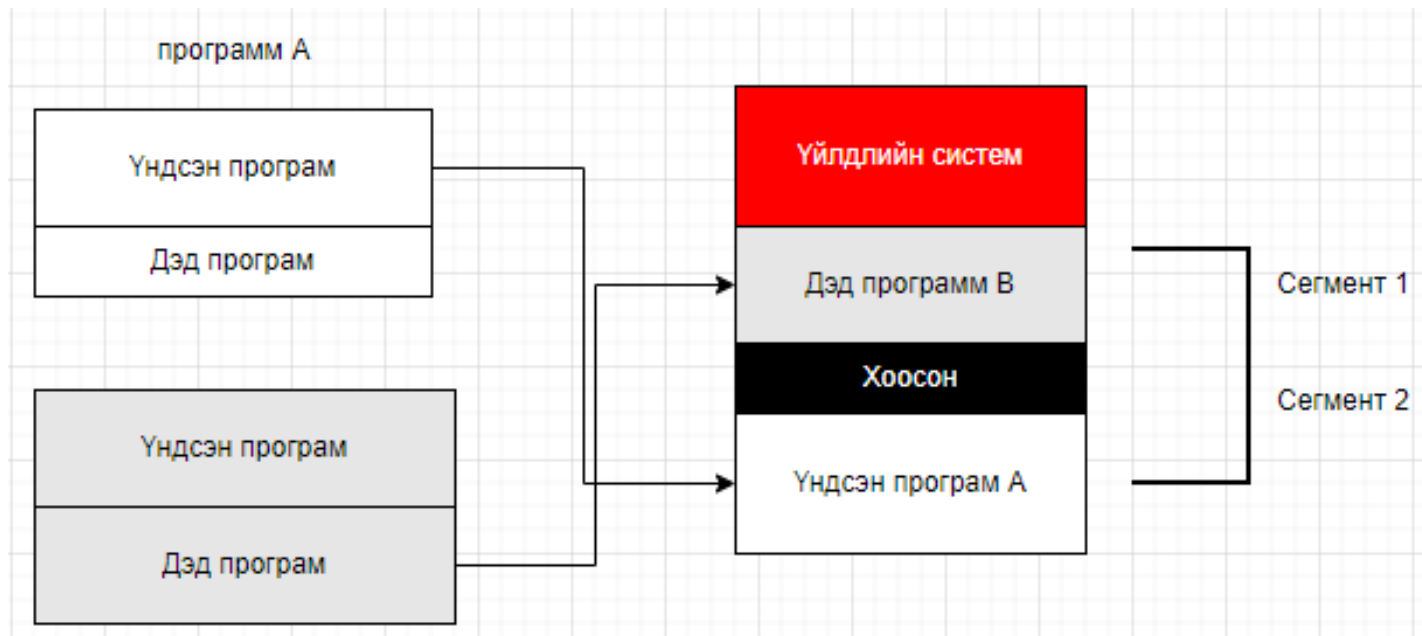 программ А
Үндсэн програм
Дэд програм
Үндсэн програм
Дэд програм
Үйлдлийн систем
Дэд программ В
Хоосон
Үндсэн програм А
Сегмент 1
Сегмент 2